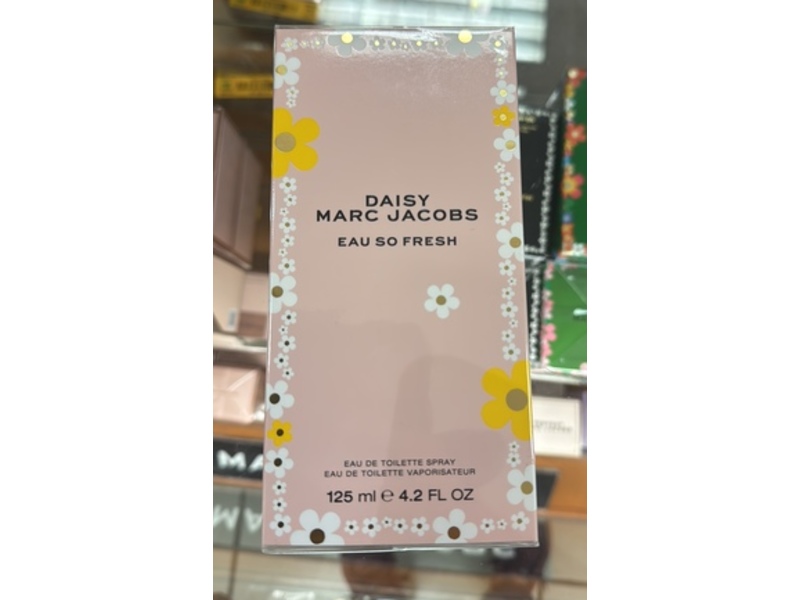 DAISY
MARC JACOBS
EAU SO FRESH
EAU DE TOILETTE SPRAY
EAU DE TOILETTE VAPORISATEUR
125 ml ℮ 4.2 FL OZ